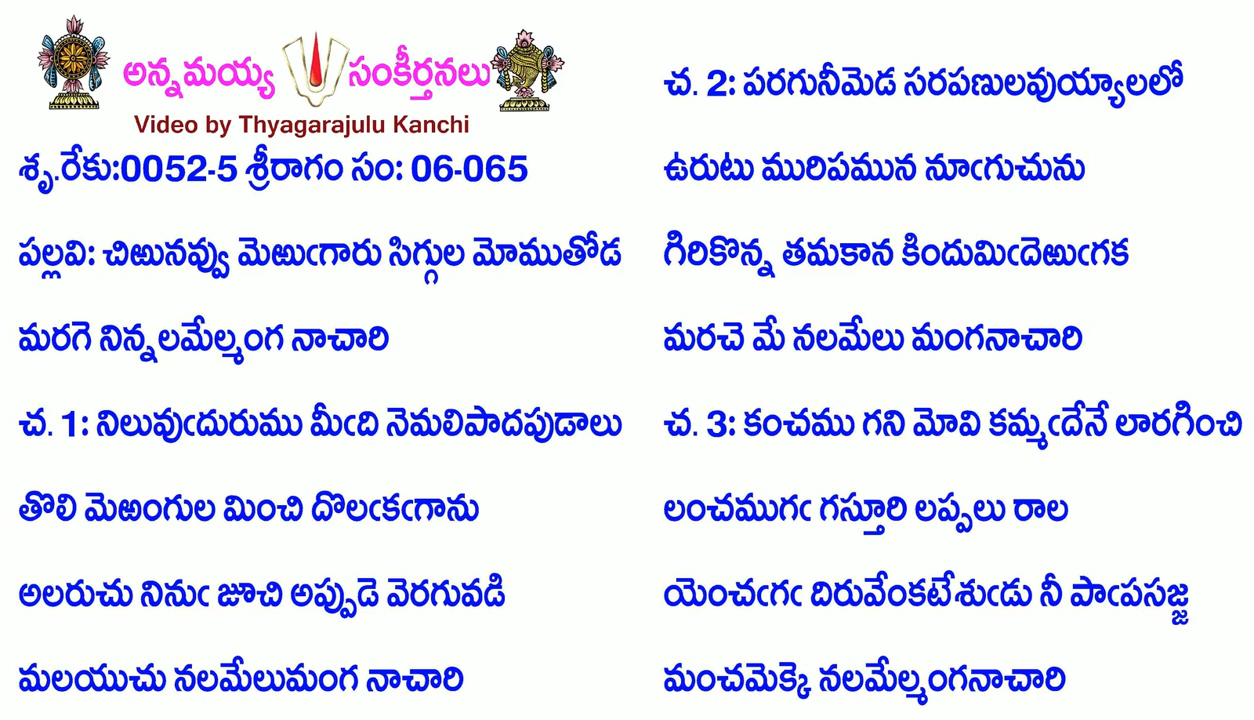 అన్నమయ్య సంకీర్తనలు
Video by Thyagarajulu Kanchi
శృ.రేకు:0052-5 శ్రీరాగం సం: 06-065
పల్లవి: చిఱునవ్వు మెఱుఁగారు సిగ్గుల మోముతోడ
మరగె నిన్నలమేల్మంగ నాచారి
చ. 1: నిలువుఁదురుము మీఁది నెమలిపాదపుడాలు
తొలి మెఱంగుల మించి దొలఁకఁగాను
అలరుచు నినుఁ జూచి అప్పుడె వెరగువడి
మలయుచు నలమేలుమంగ నాచారి
చ. 2: పరగునీమెడ సరపణులవుయ్యాలలో
ఉరుటు మురిపమున నూఁగుచును
గిరికొన్న తమకాన కిందుమిఁదెఱుఁగక
మరచె మే నలమేలు మంగనాచారి
చ. 3: కంచము గని మోవి కమ్మఁదేనే లారగించి
లంచముగఁ గస్తూరి లప్పలు రాల
యెంచఁగఁ దిరువేంకటేశుఁడు నీ పాఁపసజ్జ
మంచమెక్కె నలమేల్మంగనాచారి